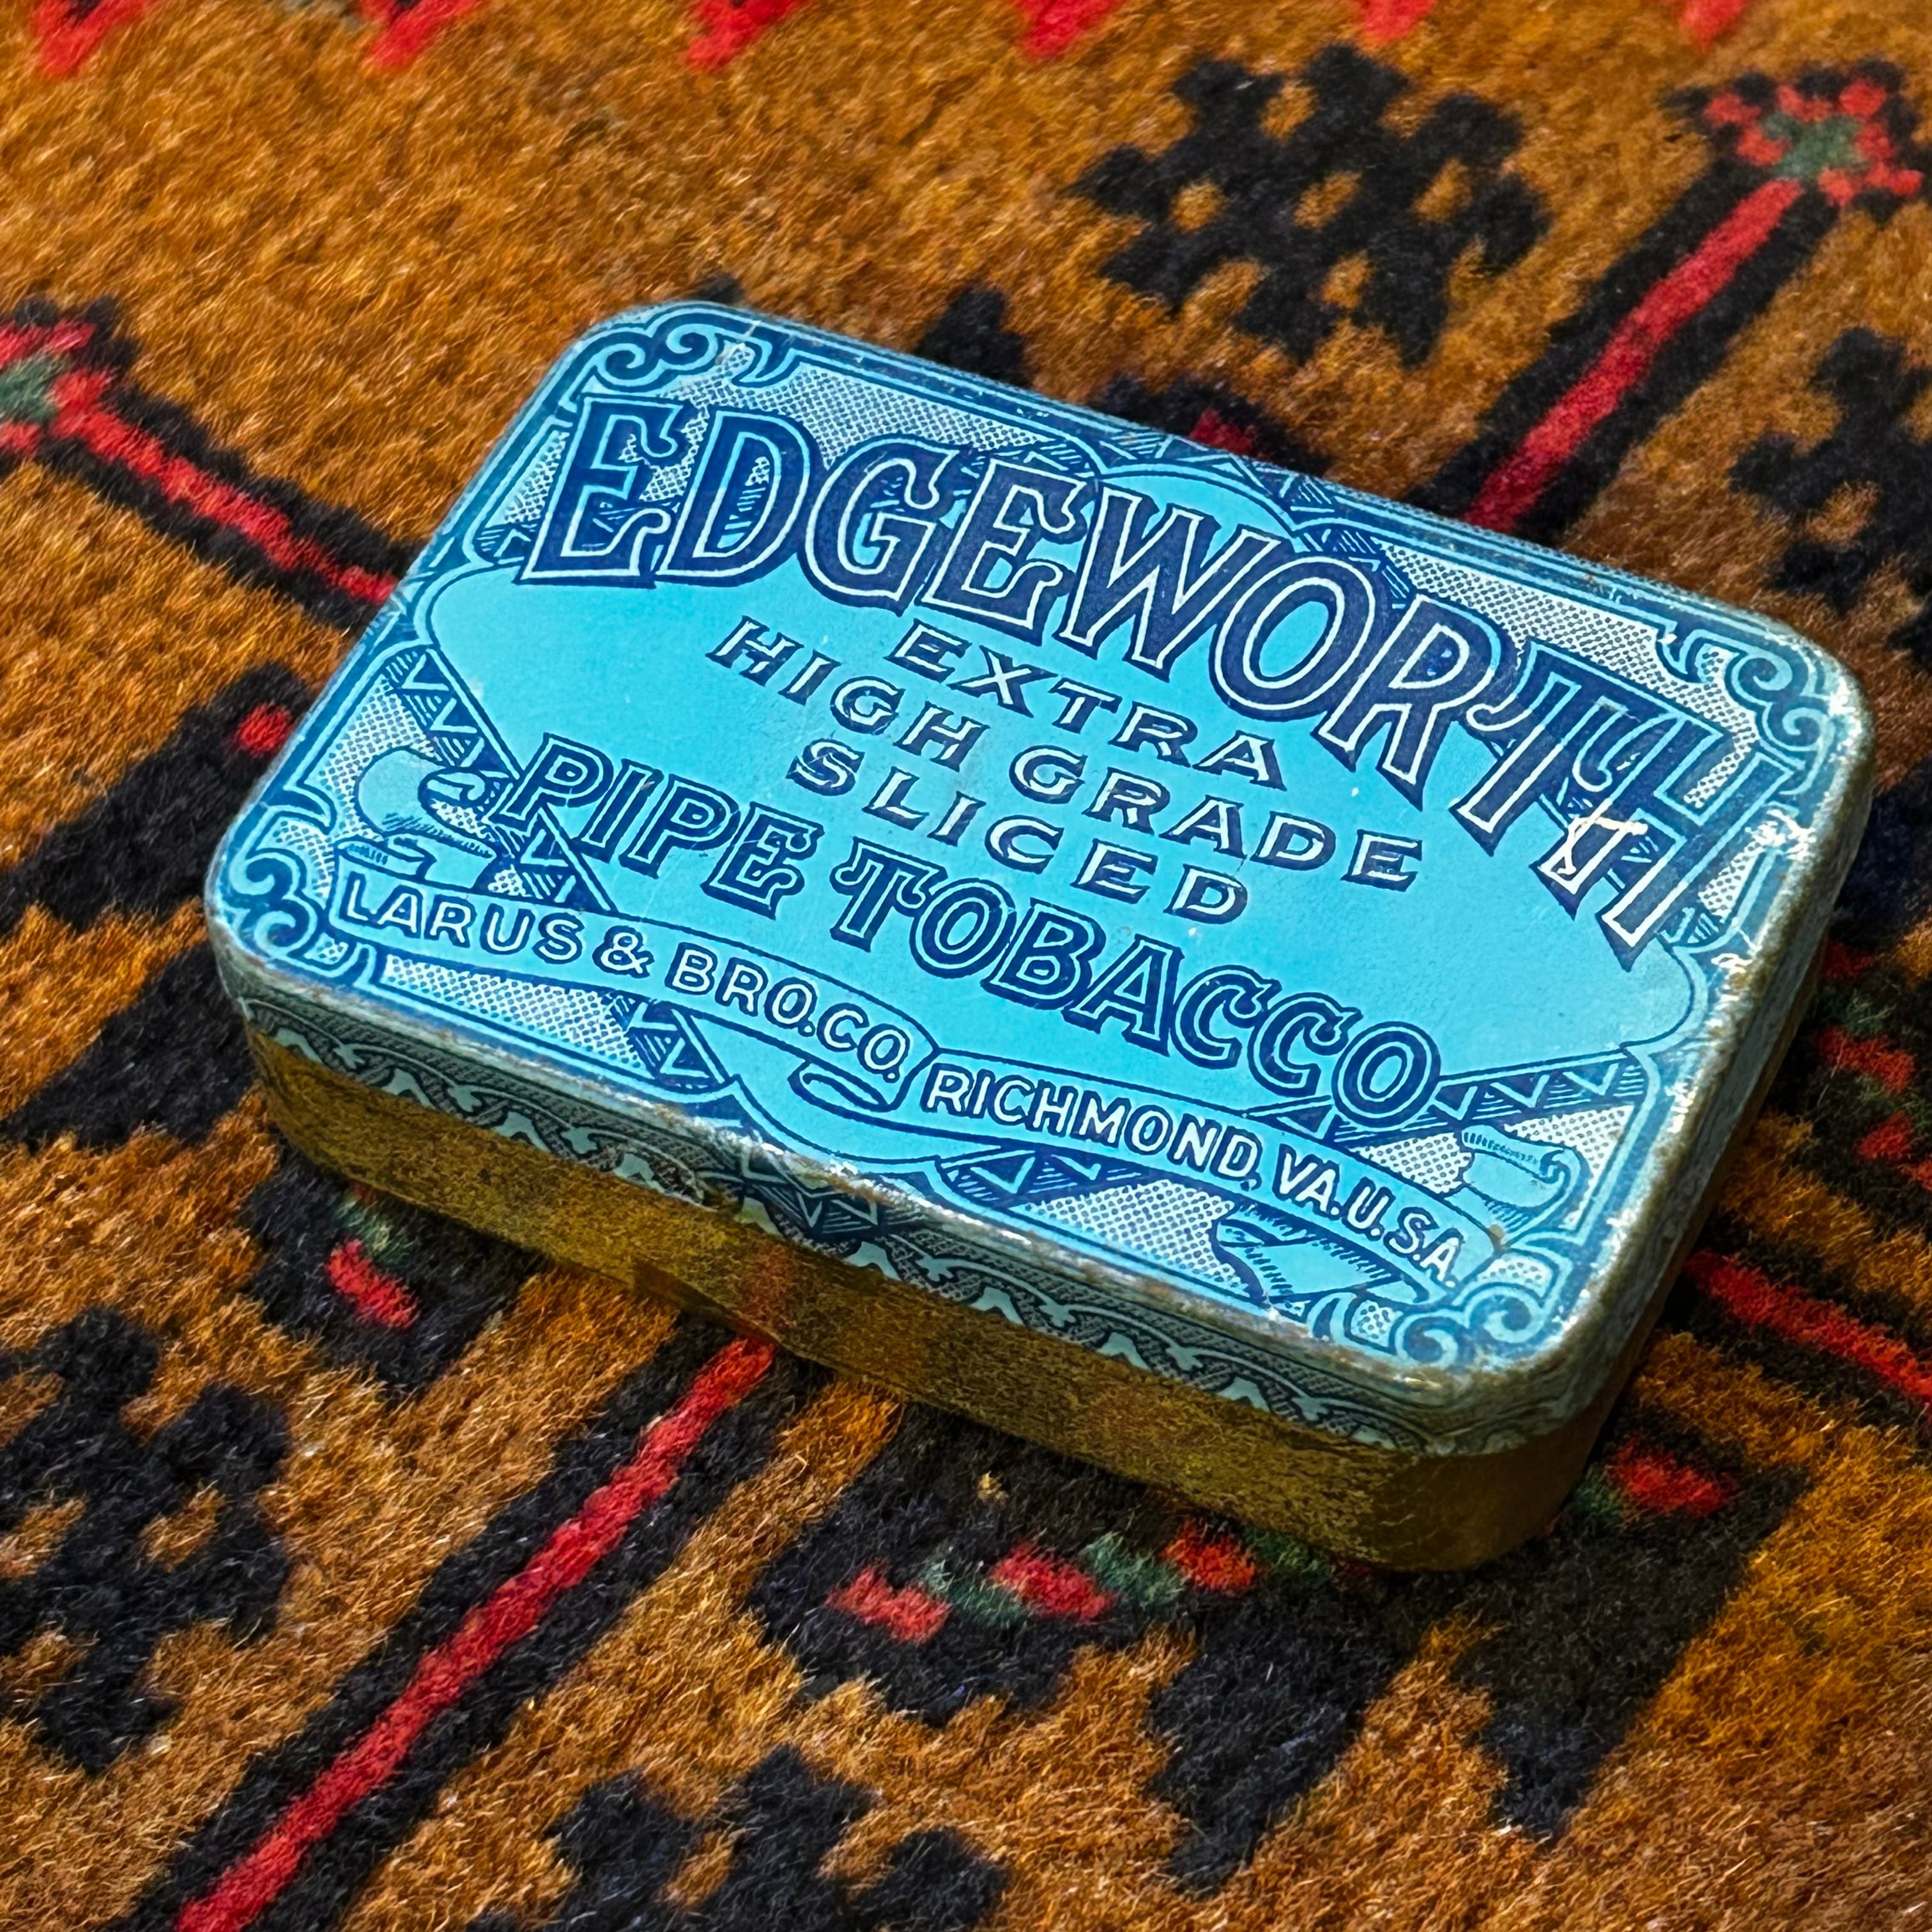 EDGEWORTH
EXTRA
HIGH GRADE
SLICED
PIPE TOBACCO
LARUS & BRO.CO. RICHMOND, VA.U.S.A.